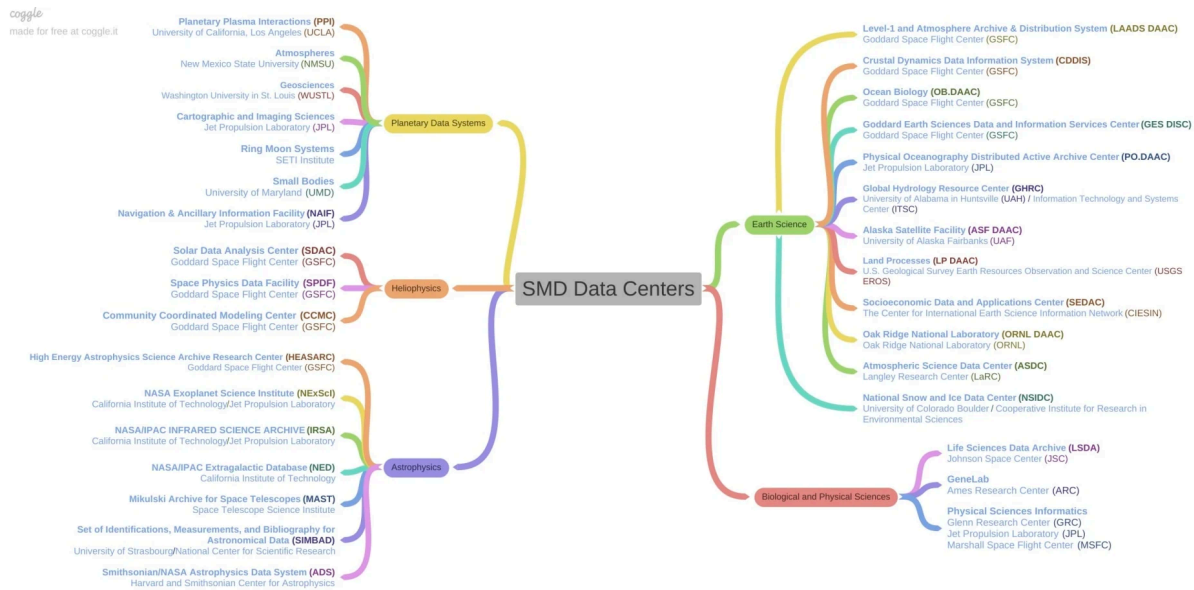 coggle
made for free at coggle.it
Planetary Plasma Interactions (PPI)
University of California, Los Angeles (UCLA)
Atmospheres
New Mexico State University (NMSU)
Geosciences
Washington University in St. Louis (WUSTL)
Cartographic and Imaging Sciences
Jet Propulsion Laboratory (JPL)
Ring Moon Systems
SETI Institute
Small Bodies
University of Maryland (UMD)
Navigation & Ancillary Information Facility (NAIF)
Jet Propulsion Laboratory (JPL)
Planetary Data Systems
Solar Data Analysis Center (SDAC)
Goddard Space Flight Center (GSFC)
Space Physics Data Facility (SPDF)
Goddard Space Flight Center (GSFC)
Community Coordinated Modeling Center (CCMC)
Goddard Space Flight Center (GSFC)
Heliophysics
High Energy Astrophysics Science Archive Research Center (HEASARC)
Goddard Space Flight Center (GSFC)
NASA Exoplanet Science Institute (NExScI)
California Institute of Technology/Jet Propulsion Laboratory
NASA/IPAC INFRARED SCIENCE ARCHIVE (IRSA)
California Institute of Technology/Jet Propulsion Laboratory
NASA/IPAC Extragalactic Database (NED)
California Institute of Technology
Mikulski Archive for Space Telescopes (MAST)
Space Telescope Science Institute
Set of Identifications, Measurements, and Bibliography for
Astronomical Data (SIMBAD)
University of Strasbourg/National Center for Scientific Research
Smithsonian/NASA Astrophysics Data System (ADS)
Harvard and Smithsonian Center for Astrophysics
Astrophysics
SMD Data Centers
Earth Science
Level-1 and Atmosphere Archive & Distribution System (LAADS DAAC)
Goddard Space Flight Center (GSFC)
Crustal Dynamics Data Information System (CDDIS)
Goddard Space Flight Center (GSFC)
Ocean Biology (OB.DAAC)
Goddard Space Flight Center (GSFC)
Goddard Earth Sciences Data and Information Services Center (GES DISC)
Goddard Space Flight Center (GSFC)
Physical Oceanography Distributed Active Archive Center (PO.DAAC)
Jet Propulsion Laboratory (JPL)
Global Hydrology Resource Center (GHRC)
University of Alabama in Huntsville (UAH) / Information Technology and Systems
Center (ITSC)
Alaska Satellite Facility (ASF DAAC)
University of Alaska Fairbanks (UAF)
Land Processes (LP DAAC)
U.S. Geological Survey Earth Resources Observation and Science Center (USGS
EROS)
Socioeconomic Data and Applications Center (SEDAC)
The Center for International Earth Science Information Network (CIESIN)
Oak Ridge National Laboratory (ORNL DAAC)
Oak Ridge National Laboratory (ORNL)
Atmospheric Science Data Center (ASDC)
Langley Research Center (LaRC)
National Snow and Ice Data Center (NSIDC)
University of Colorado Boulder / Cooperative Institute for Research in
Environmental Sciences
Biological and Physical Sciences
Life Sciences Data Archive (LSDA)
Johnson Space Center (JSC)
GeneLab
Ames Research Center (ARC)
Physical Sciences Informatics
Glenn Research Center (GRC)
Jet Propulsion Laboratory (JPL)
Marshall Space Flight Center (MSFC)